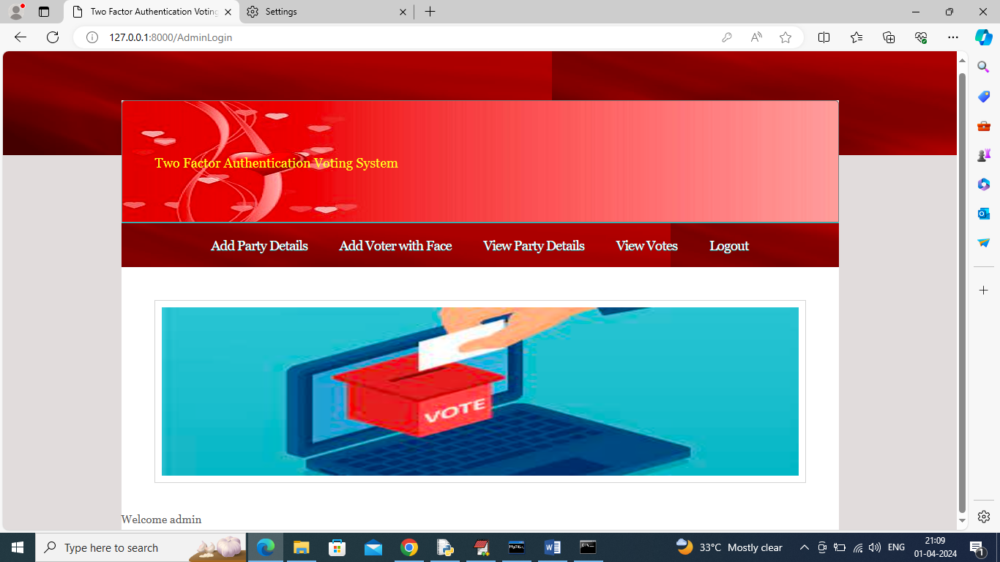 Two Factor Authentication Voting
Settings
127.0.0.1:8000/AdminLogin
Two Factor Authentication Voting System
Add Party Details Add Voter with Face View Party Details View Votes Logout
VOTE
Welcome admin
Type here to search
33°C Mostly clear
ENG
21:09
01-04-2024
1